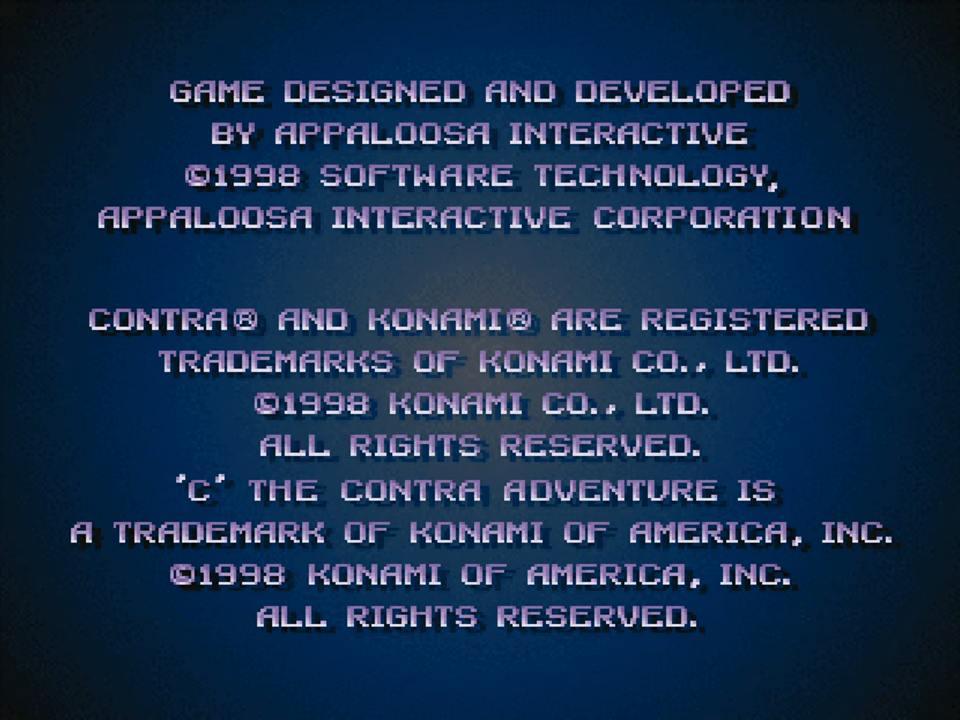 GAME DESIGNED AND DEVELOPED
BY APPALOOSA INTERACTIVE
©1998 SOFTWARE TECHNOLOGY,
APPALOOSA INTERACTIVE CORPORATION
CONTRA® AND KONAMI® ARE REGISTERED
TRADEMARKS OF KONAMI CO., LTD.
©1998 KONAMI CO., LTD.
ALL RIGHTS RESERVED.
'C' THE CONTRA ADVENTURE IS
A TRADEMARK OF KONAMI OF AMERICA, INC.
©1998 KONAMI OF AMERICA, INC.
ALL RIGHTS RESERVED.